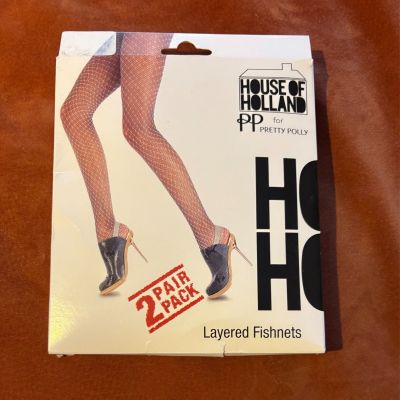 HOUSE OF
HOLLAND
PP for
PRETTY POLLY
HO
HO
2 PAIR
PACK
Layered Fishnets